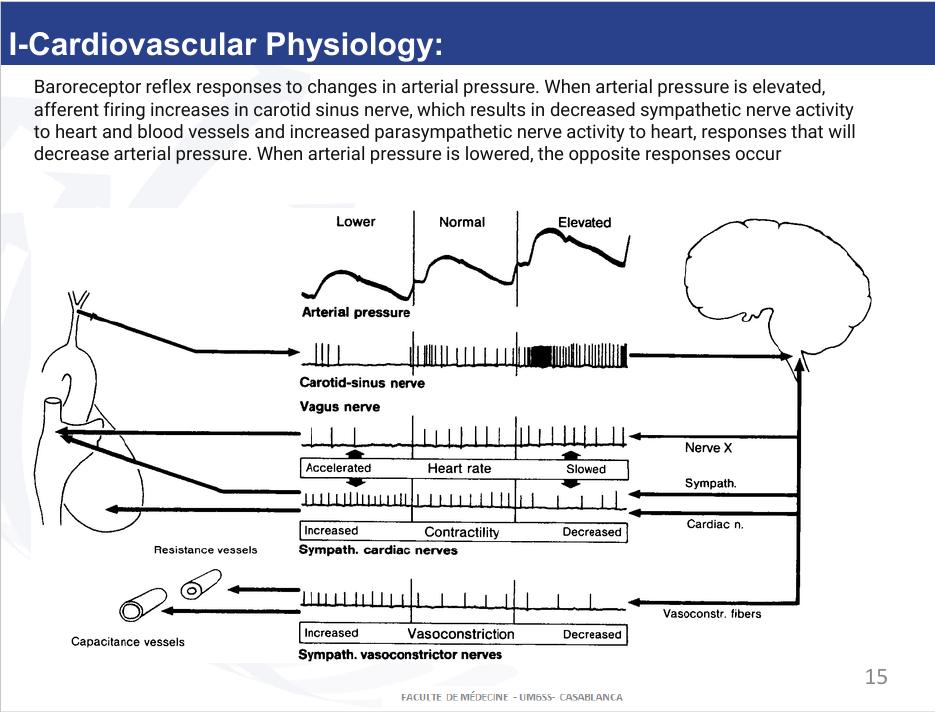 I-Cardiovascular Physiology:
Baroreceptor reflex responses to changes in arterial pressure. When arterial pressure is elevated,
afferent firing increases in carotid sinus nerve, which results in decreased sympathetic nerve activity
to heart and blood vessels and increased parasympathetic nerve activity to heart, responses that will
decrease arterial pressure. When arterial pressure is lowered, the opposite responses occur
Lower Normal Elevated
Arterial pressure
Carotid-sinus nerve
Vagus nerve
Nerve X
Accelerated Heart rate Slowed
Sympath.
Cardiac n.
Increased Contractility Decreased
Sympath. cardiac nerves
Resistance vessels
Vasoconstr. fibers
Capacitance vessels
Increased Vasoconstriction Decreased
Sympath. vasoconstrictor nerves
15
FACULTE DE MÉDECINE - UM6SS- CASABLANCA